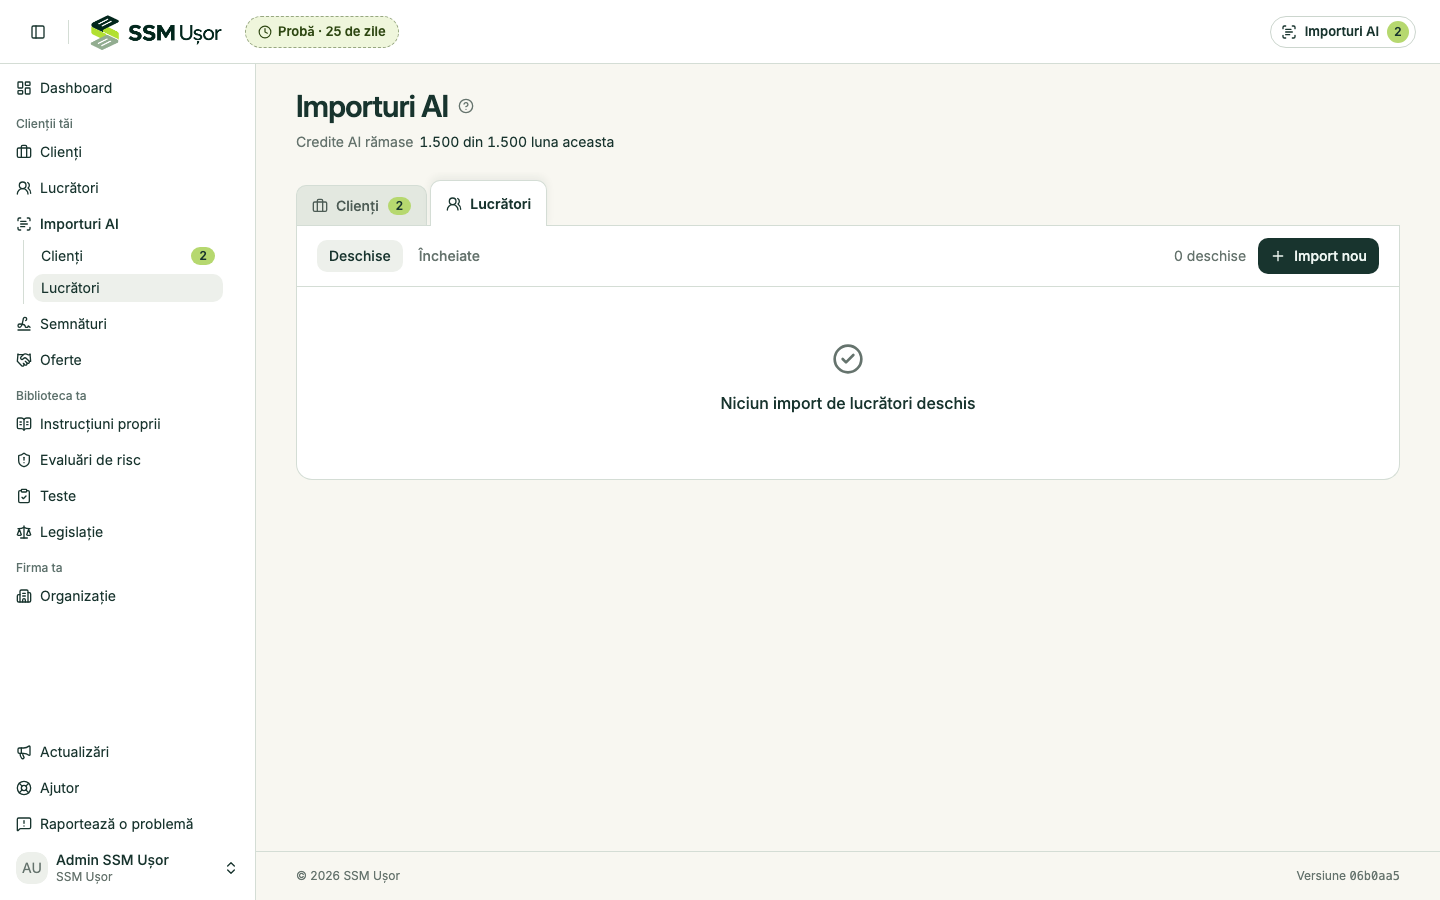 SSM Ușor
Probă · 25 de zile
Importuri AI 2
Dashboard
Clienții tăi
Clienți
Lucrători
Importuri AI
Clienți 2
Lucrători
Semnături
Oferte
Biblioteca ta
Instrucțiuni proprii
Evaluări de risc
Teste
Legislație
Firma ta
Organizație
Actualizări
Ajutor
Raportează o problemă
AU
Admin SSM Ușor
SSM Ușor
Importuri AI
Credite AI rămase 1.500 din 1.500 luna aceasta
Clienți 2
Lucrători
Deschise
Încheiate
0 deschise
Import nou
Niciun import de lucrători deschis
© 2026 SSM Ușor
Versiune 06b0aa5